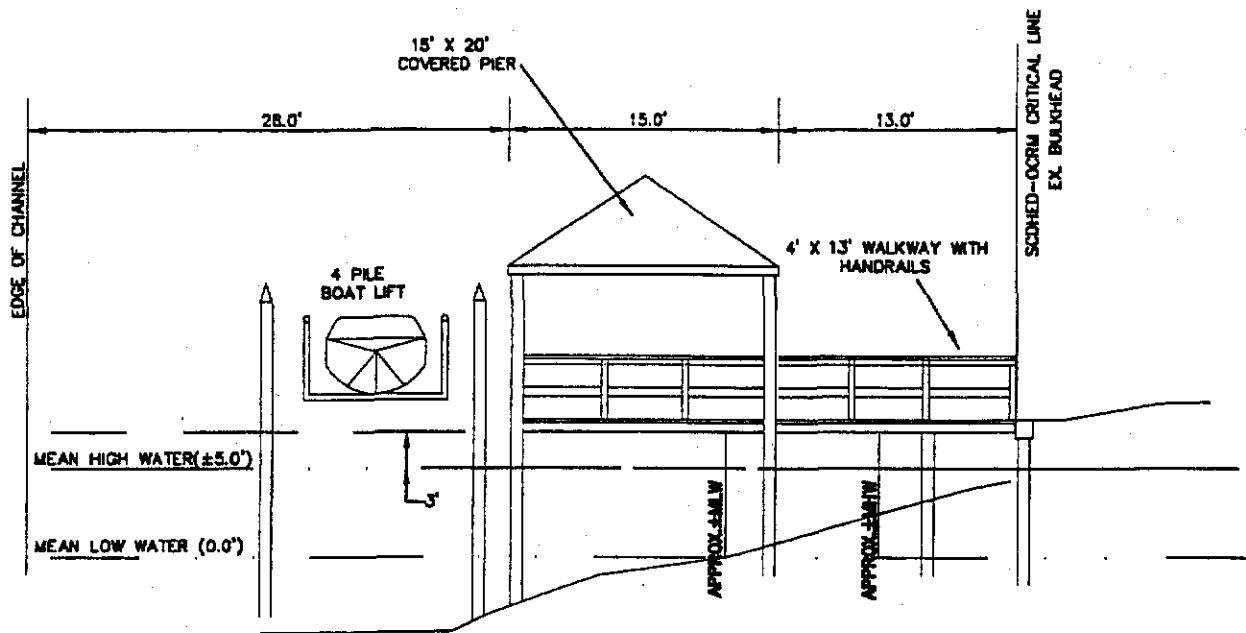 15' X 20'
COVERED PIER
28.0'
15.0'
13.0'
EDGE OF CHANNEL
SCDHED-OCRM CRITICAL LINE
EX. BULKHEAD
4 PILE
BOAT LIFT
4' X 13' WALKWAY WITH
HANDRAILS
MEAN HIGH WATER(±5.0')
3'
MEAN LOW WATER (0.0')
APPROX.±MLW
APPROX.±MHW